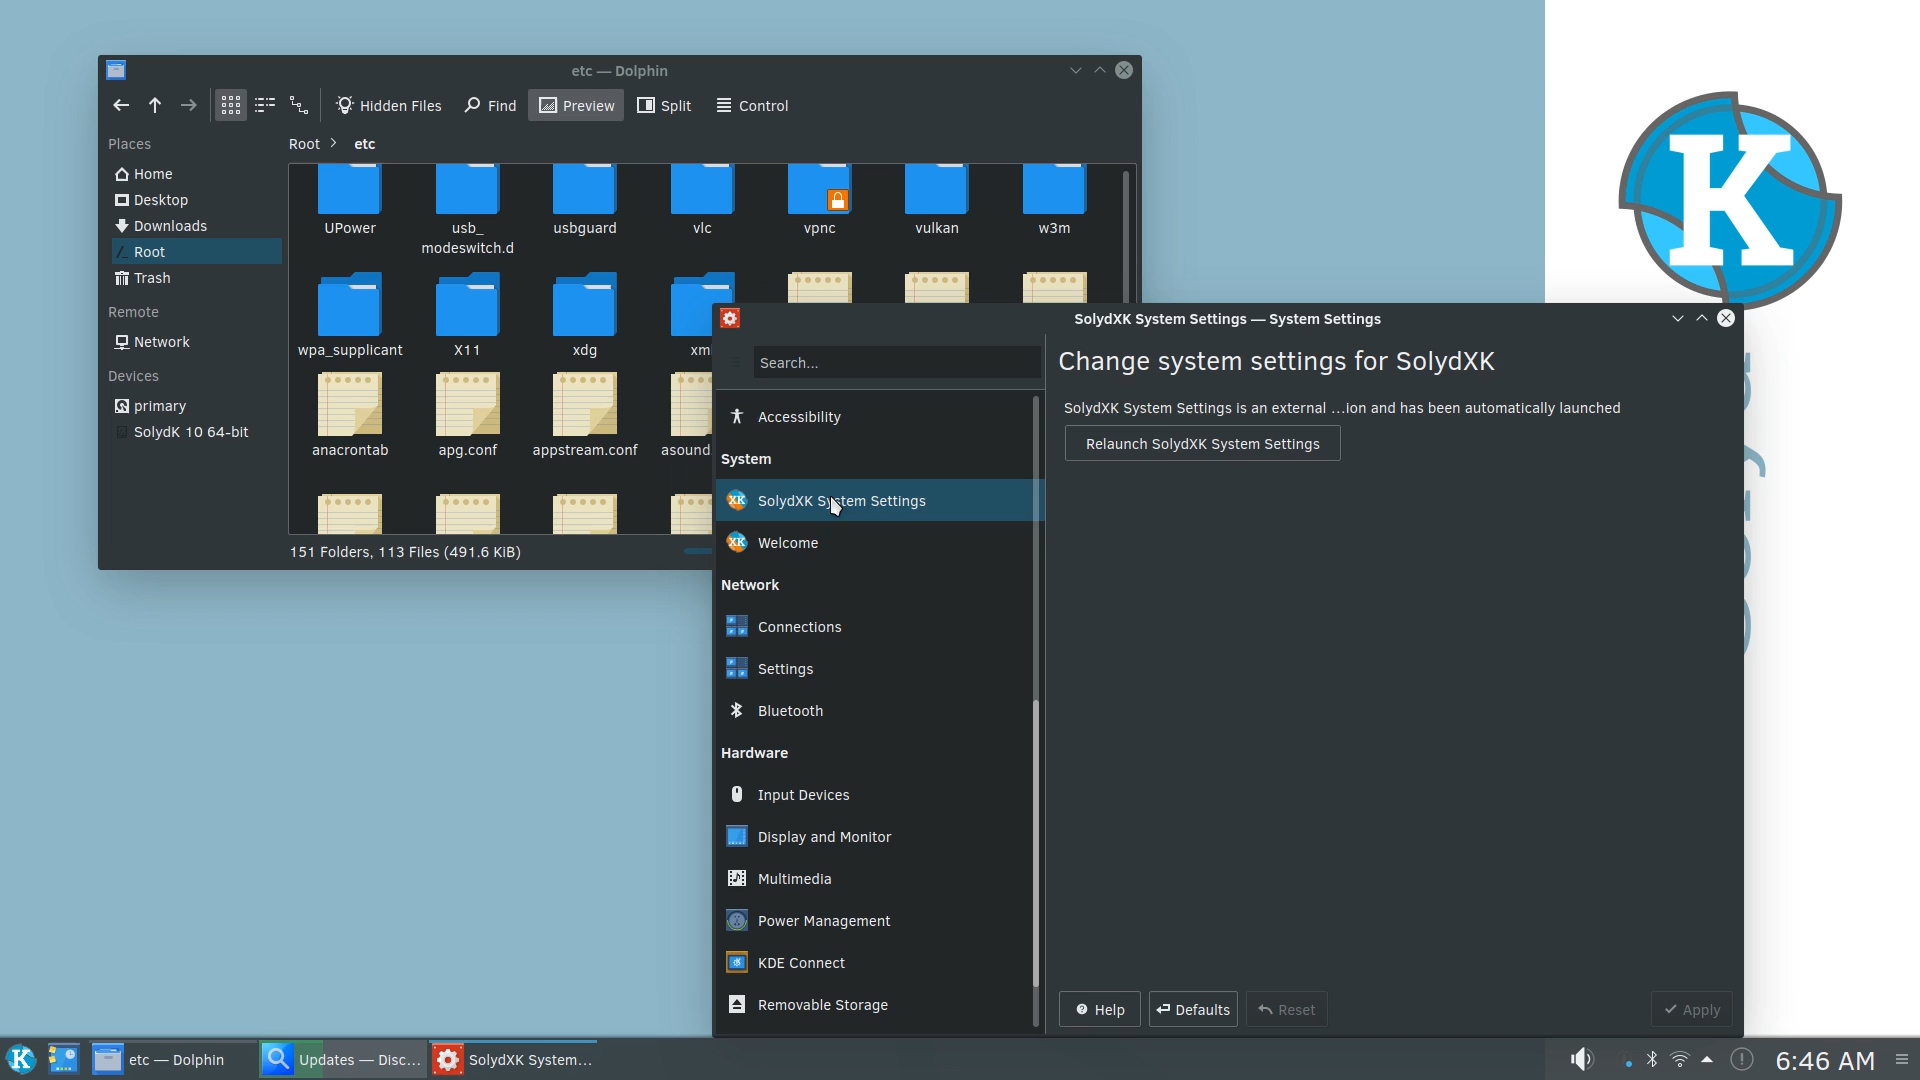 etc — Dolphin
Hidden Files Find Preview Split Control
Places
Root > etc
Home
Desktop
Downloads
Root
Trash
Remote
Network
Devices
primary
SolydK 10 64-bit
UPower usb_ usbguard vlc vpnc vulkan w3m
modeswitch.d
wpa_supplicant X11 xdg xm
anacrontab apg.conf appstream.conf asound
151 Folders, 113 Files (491.6 KiB)
K
SolydXK System Settings — System Settings
Search...
Accessibility
System
XK SolydXK System Settings
XK Welcome
Network
Connections
Settings
Bluetooth
Hardware
Input Devices
Display and Monitor
Multimedia
Power Management
KDE Connect
Removable Storage
Change system settings for SolydXK
SolydXK System Settings is an external ...ion and has been automatically launched
Relaunch SolydXK System Settings
Help Defaults Reset Apply
K etc — Dolphin Updates — Disc... SolydXK System... 6:46 AM